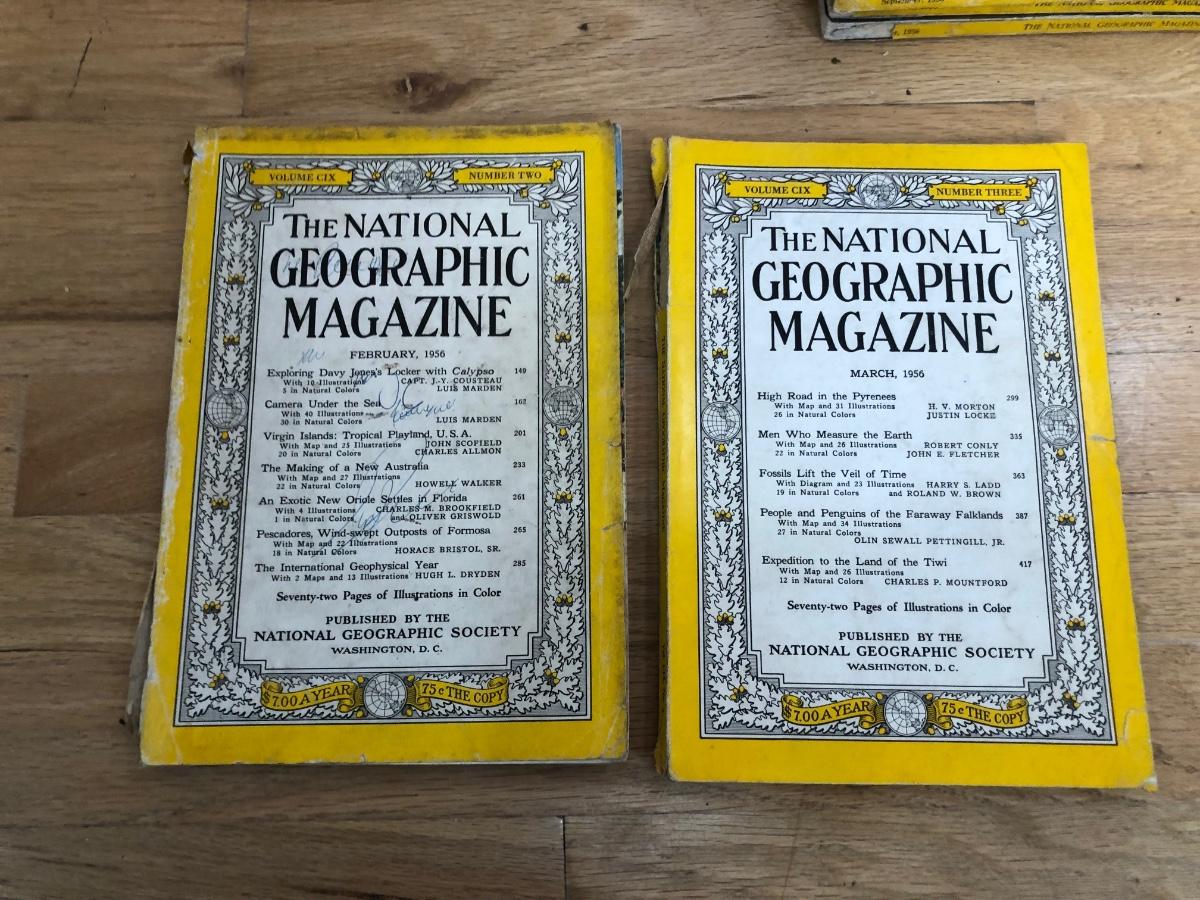 September, 1956
THE NATIONAL GEOGRAPHIC MAGAZINE
, 1956
THE NATIONAL GEOGRAPHIC MAGAZINE
VOLUME CIX
NUMBER TWO
THE NATIONAL
GEOGRAPHIC
MAGAZINE
FEBRUARY, 1956
Exploring Davy Jones's Locker with Calypso 149
With 10 Illustrations CAPT. J.-Y. COUSTEAU
5 in Natural Colors LUIS MARDEN
Camera Under the Sea 162
With 40 Illustrations
30 in Natural Colors LUIS MARDEN
Virgin Islands: Tropical Playland, U.S.A. 201
With Map and 25 Illustrations JOHN SCOFIELD
20 in Natural Colors CHARLES ALLMON
The Making of a New Australia 233
With Map and 27 Illustrations
22 in Natural Colors HOWELL WALKER
An Exotic New Oriole Settles in Florida 261
With 4 Illustrations CHARLES M. BROOKFIELD
1 in Natural Colors and OLIVER GRISWOLD
Pescadores, Wind-swept Outposts of Formosa 265
With Map and 22 Illustrations
18 in Natural Colors HORACE BRISTOL, SR.
The International Geophysical Year 285
With 2 Maps and 13 Illustrations HUGH L. DRYDEN
Seventy-two Pages of Illustrations in Color
PUBLISHED BY THE
NATIONAL GEOGRAPHIC SOCIETY
WASHINGTON, D. C.
$7.00 A YEAR
75¢ THE COPY
VOLUME CIX
NUMBER THREE
THE NATIONAL
GEOGRAPHIC
MAGAZINE
MARCH, 1956
High Road in the Pyrenees 299
With Map and 31 Illustrations H. V. MORTON
26 in Natural Colors JUSTIN LOCKE
Men Who Measure the Earth 335
With Map and 26 Illustrations ROBERT CONLY
22 in Natural Colors JOHN E. FLETCHER
Fossils Lift the Veil of Time 363
With Diagram and 23 Illustrations HARRY S. LADD
19 in Natural Colors and ROLAND W. BROWN
People and Penguins of the Faraway Falklands 387
With Map and 34 Illustrations
27 in Natural Colors
OLIN SEWALL PETTINGILL, JR.
Expedition to the Land of the Tiwi 417
With Map and 26 Illustrations
12 in Natural Colors CHARLES P. MOUNTFORD
Seventy-two Pages of Illustrations in Color
PUBLISHED BY THE
NATIONAL GEOGRAPHIC SOCIETY
WASHINGTON, D. C.
$7.00 A YEAR
75¢ THE COPY